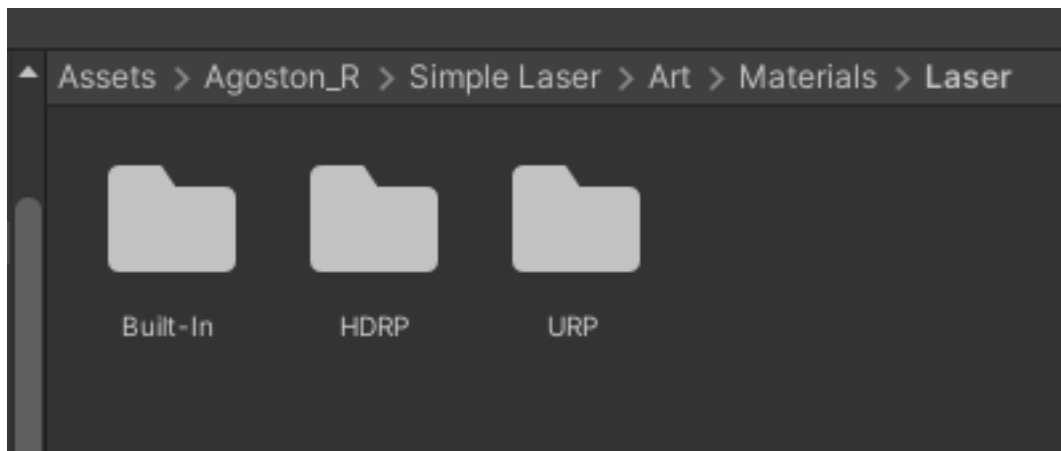 Assets > Agoston_R > Simple Laser > Art > Materials > Laser
Built-In HDRP URP